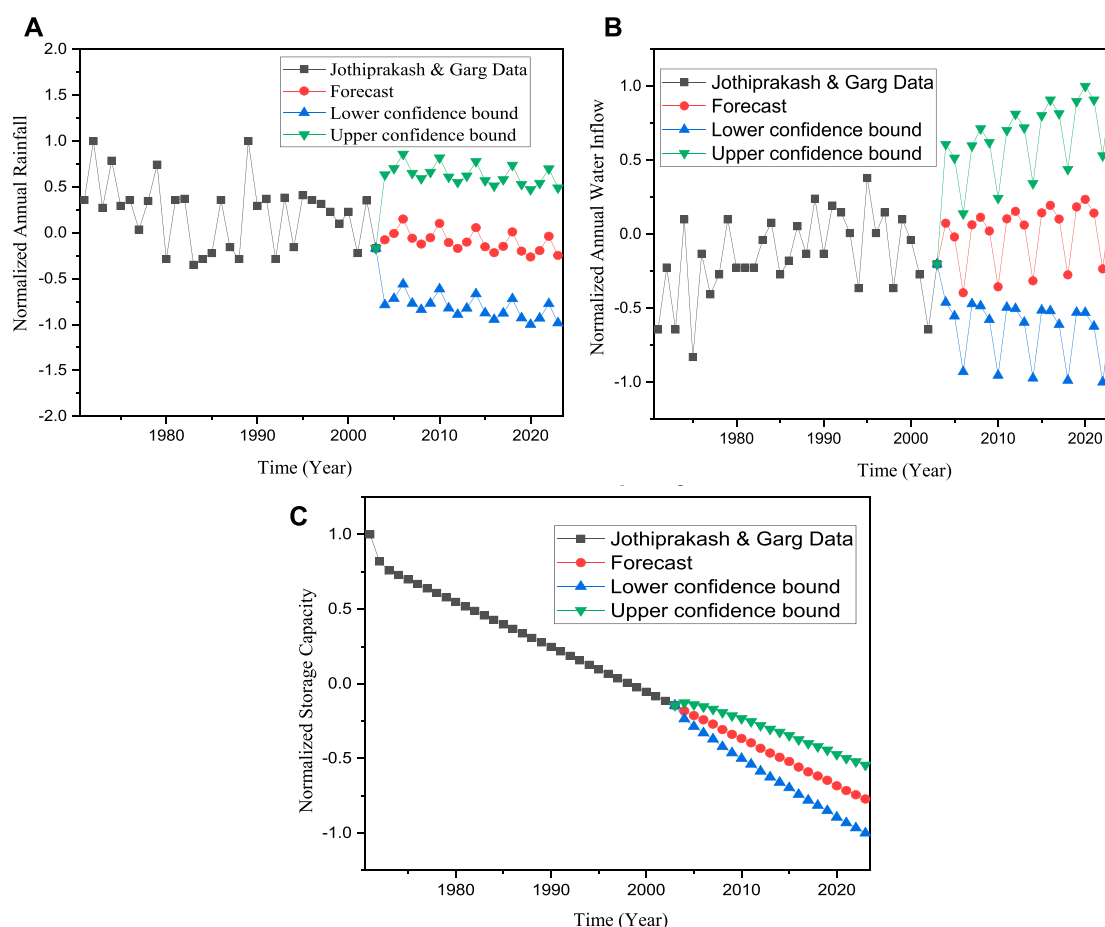 A
2.0
1.5
1.0
0.5
0.0
-0.5
-1.0
-1.5
-2.0
Normalized Annual Rainfall
Jothiprakash & Garg Data
Forecast
Lower confidence bound
Upper confidence bound
1980
1990
2000
2010
2020
Time (Year)
B
1.0
0.5
0.0
-0.5
-1.0
Normalized Annual Water Inflow
Jothiprakash & Garg Data
Forecast
Lower confidence bound
Upper confidence bound
1980
1990
2000
2010
2020
Time (Year)
C
1.0
0.5
0.0
-0.5
-1.0
Normalized Storage Capacity
Jothiprakash & Garg Data
Forecast
Lower confidence bound
Upper confidence bound
1980
1990
2000
2010
2020
Time (Year)